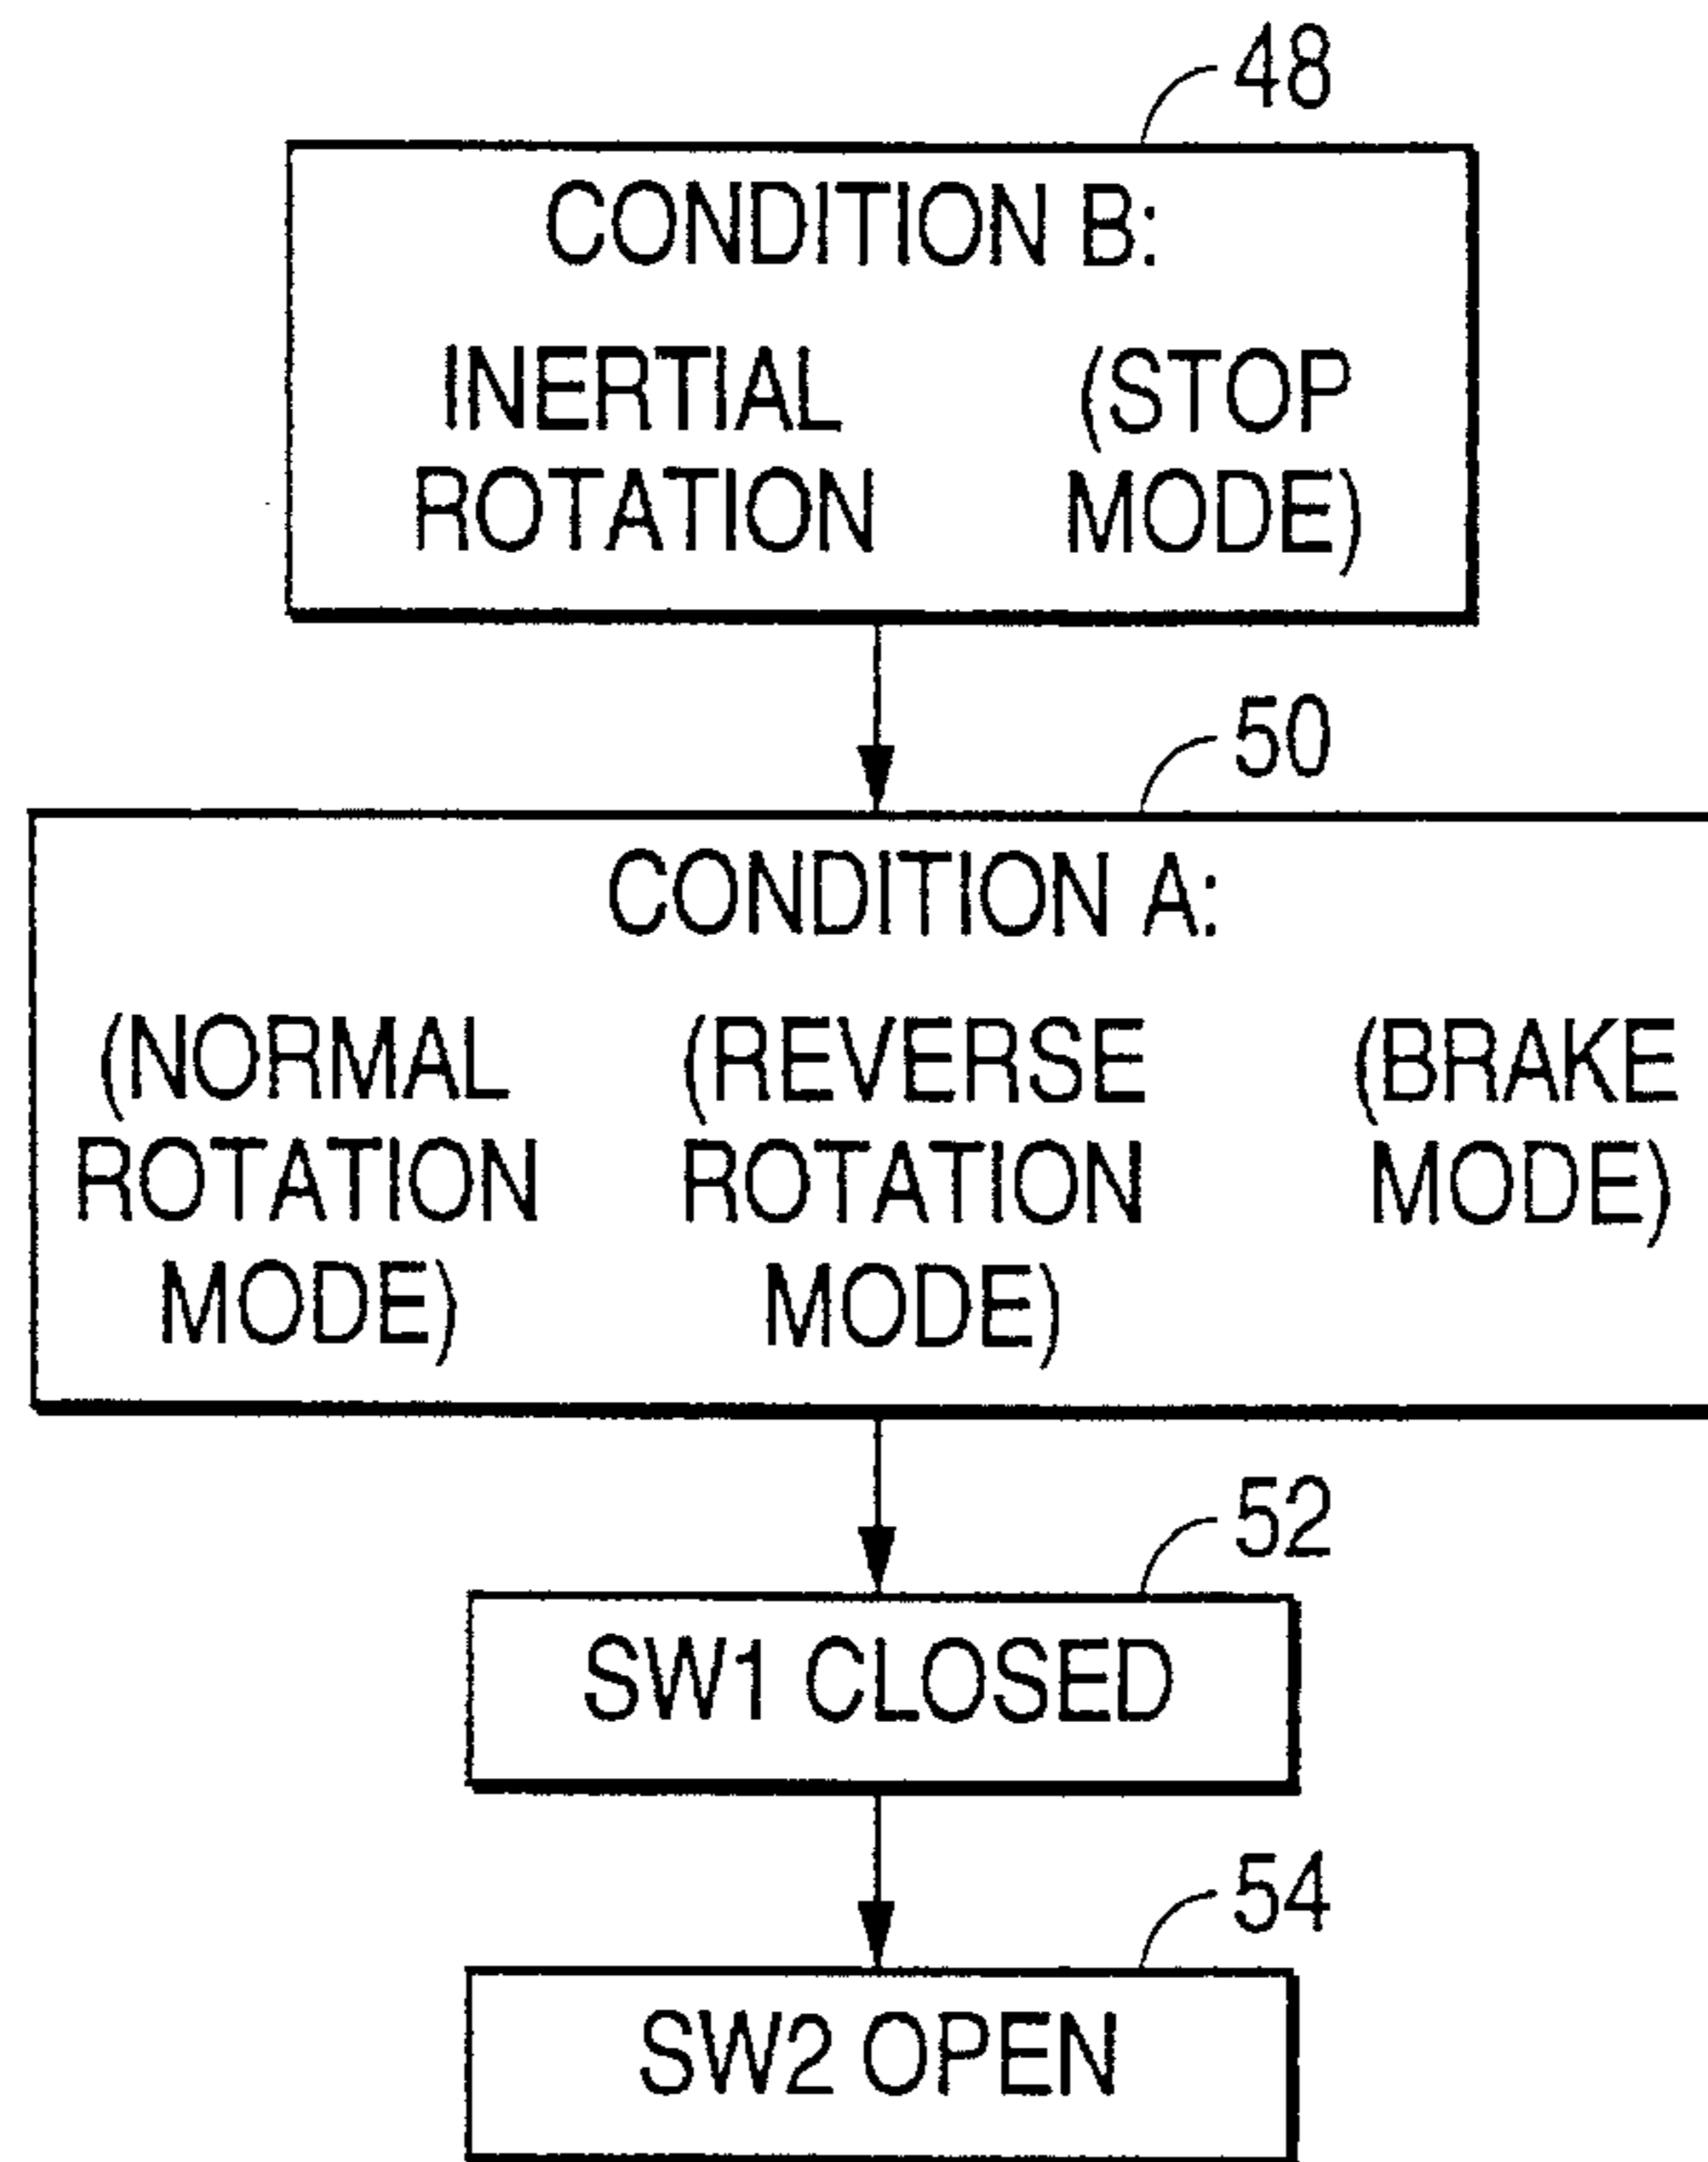 48
CONDITION B:
INERTIAL (STOP
ROTATION MODE)
50
CONDITION A:
(NORMAL (REVERSE (BRAKE
ROTATION ROTATION MODE)
MODE) MODE)
52
SW1 CLOSED
54
SW2 OPEN